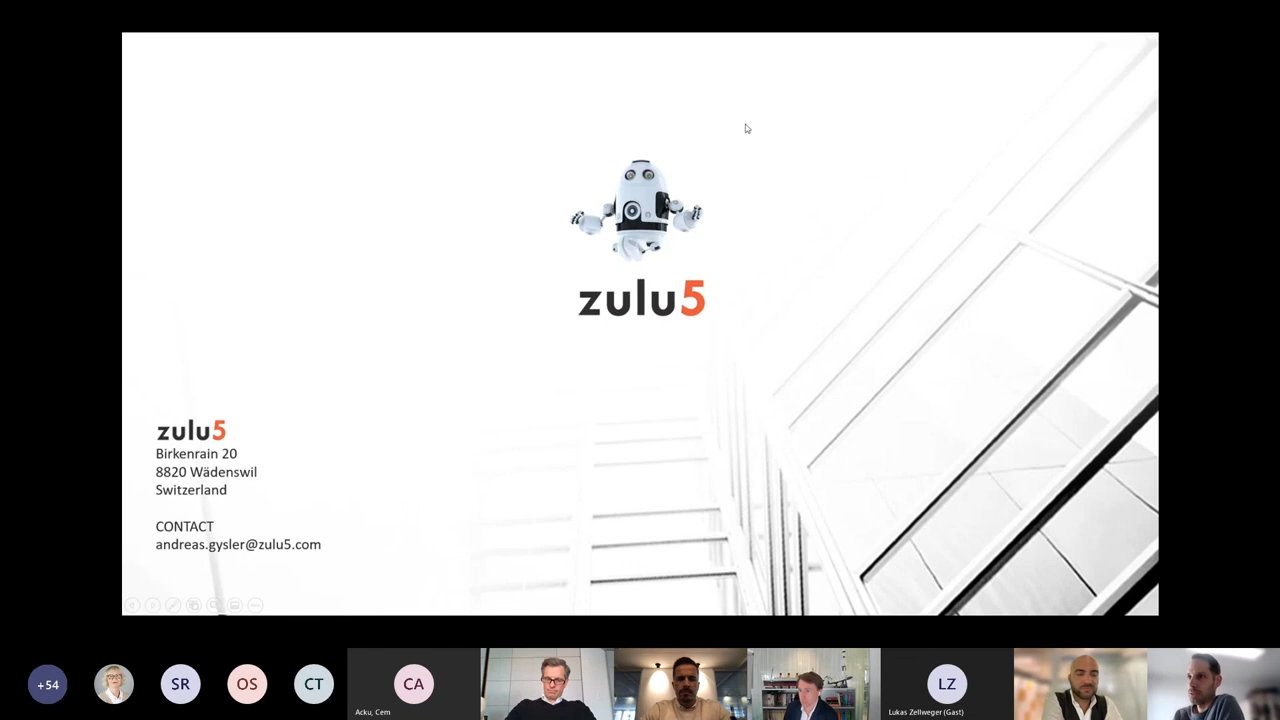 zulu5
zulu5
Birkenrain 20
8820 Wädenswil
Switzerland
CONTACT
andreas.gysler@zulu5.com
+54
SR
OS
CT
CA
Acku, Cem
LZ
Lukas Zellweger (Gast)